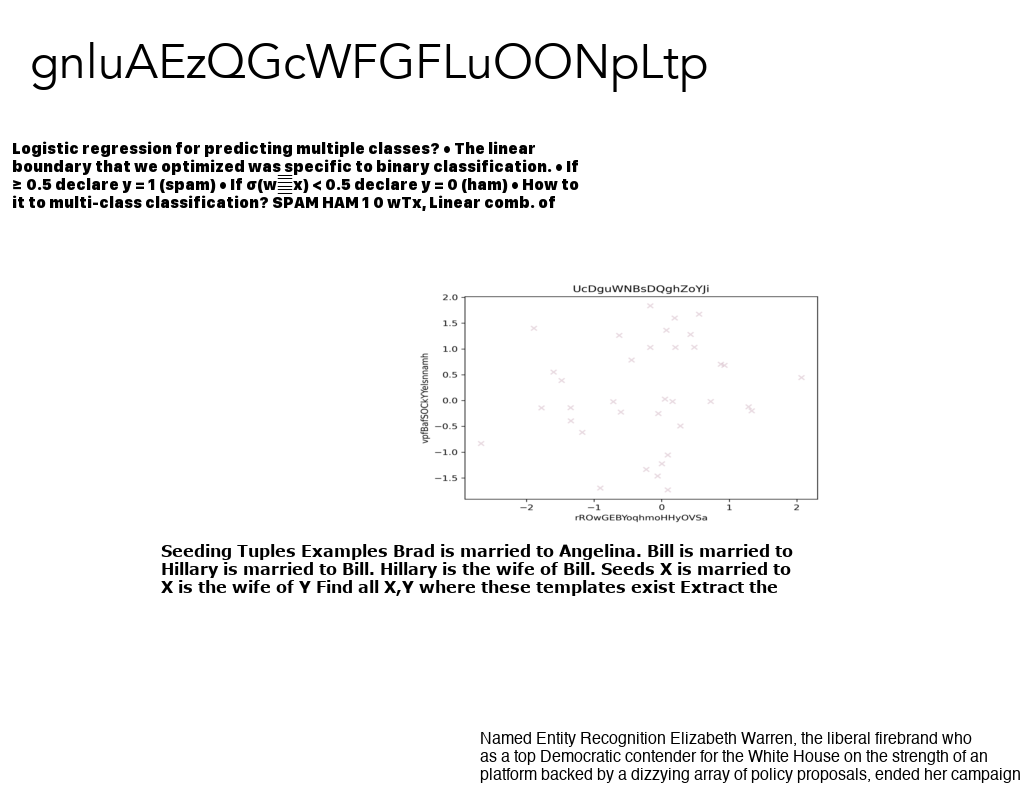 gnluAEzQGcWFGFLuOONpLtp
Logistic regression for predicting multiple classes? • The linear
boundary that we optimized was specific to binary classification. • If
≥ 0.5 declare y = 1 (spam) • If σ(w x) < 0.5 declare y = 0 (ham) • How to
it to multi-class classification? SPAM HAM 1 0 wTx, Linear comb. of
UcDguWNBsDQghZoYJi
2.0
1.5
1.0
0.5
0.0
−0.5
−1.0
−1.5
vpfBafSOCkYYeIsnnamh
−2 −1 0 1 2
rROwGEBYoqhmoHHyOVSa
Seeding Tuples Examples Brad is married to Angelina. Bill is married to
Hillary is married to Bill. Hillary is the wife of Bill. Seeds X is married to
X is the wife of Y Find all X,Y where these templates exist Extract the
Named Entity Recognition Elizabeth Warren, the liberal firebrand who
as a top Democratic contender for the White House on the strength of an
platform backed by a dizzying array of policy proposals, ended her campaign